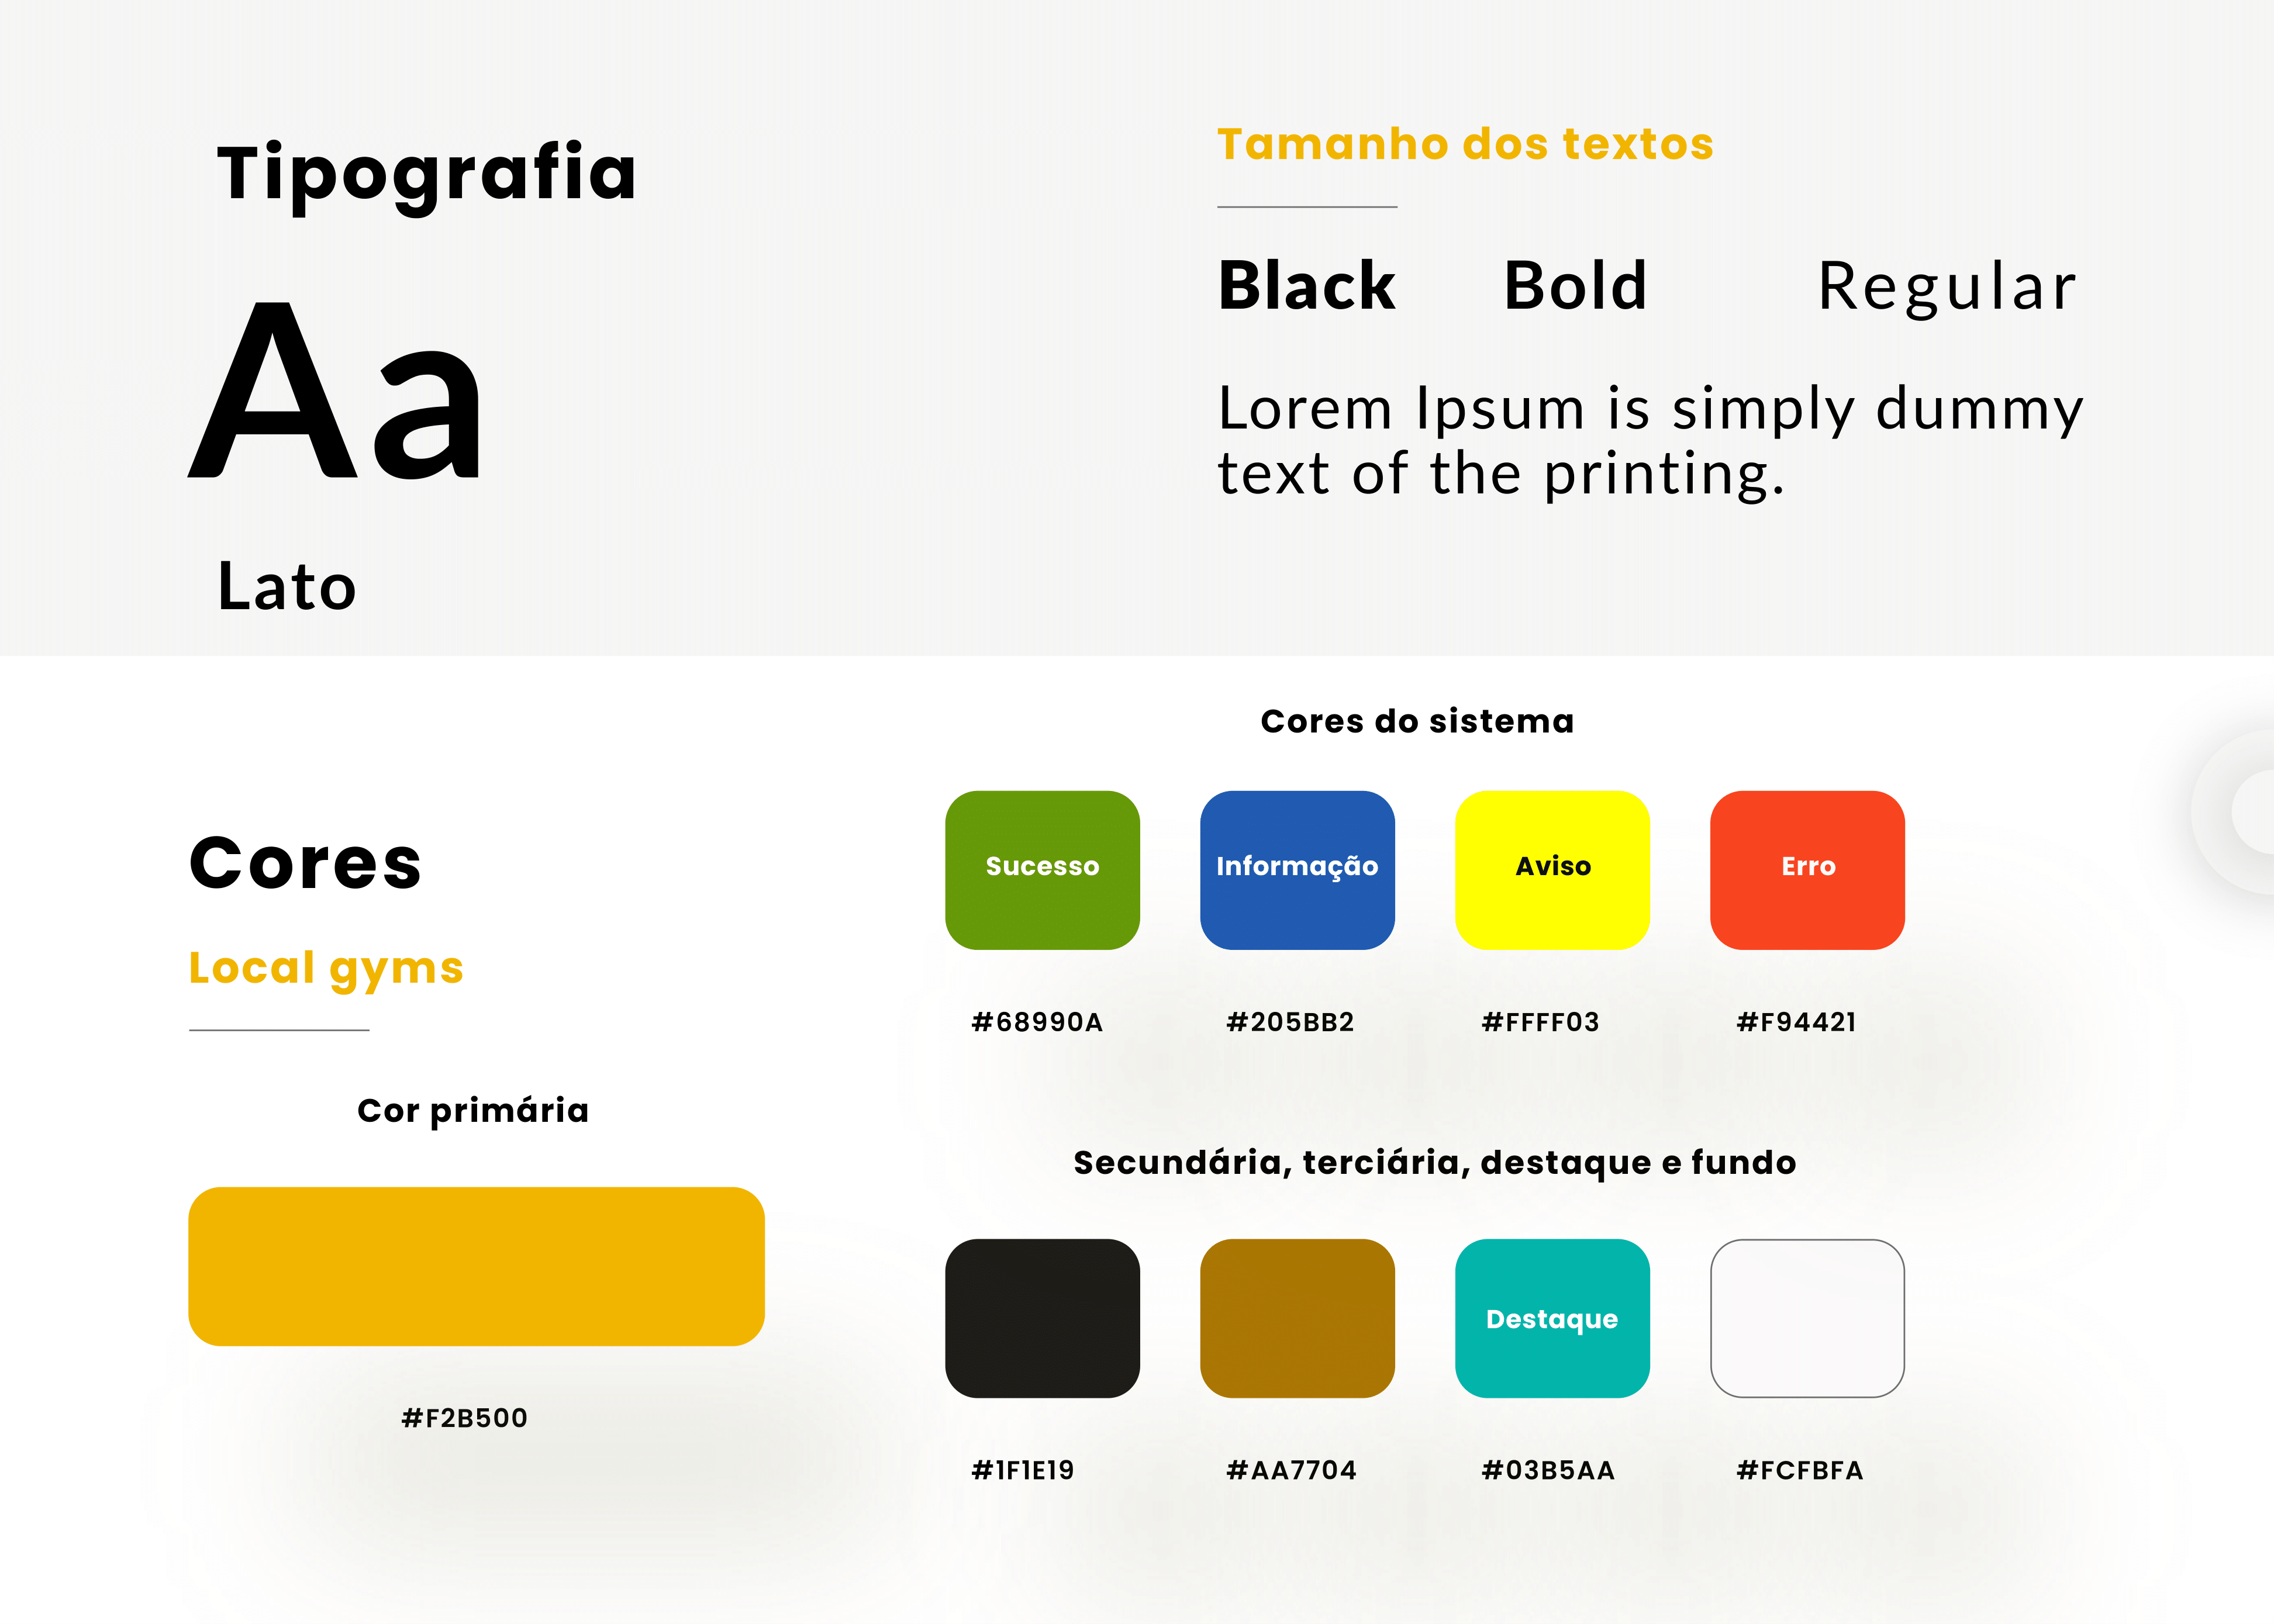 Tipografia
Aa
Lato
Tamanho dos textos
Black Bold Regular
Lorem Ipsum is simply dummy
text of the printing.
Cores
Local gyms
Cor primária
#F2B500
Cores do sistema
Sucesso Informação Aviso Erro
#68990A #205BB2 #FFFF03 #F94421
Secundária, terciária, destaque e fundo
Destaque
#1F1E19 #AA7704 #03B5AA #FCFBFA